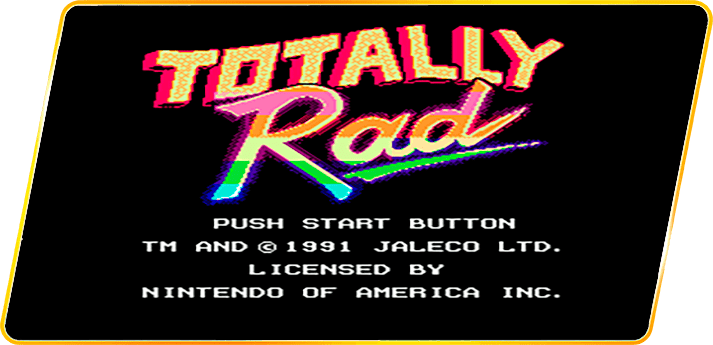 TOTALLY
Rad
PUSH START BUTTON
TM AND © 1991 JALECO LTD.
LICENSED BY
NINTENDO OF AMERICA INC.